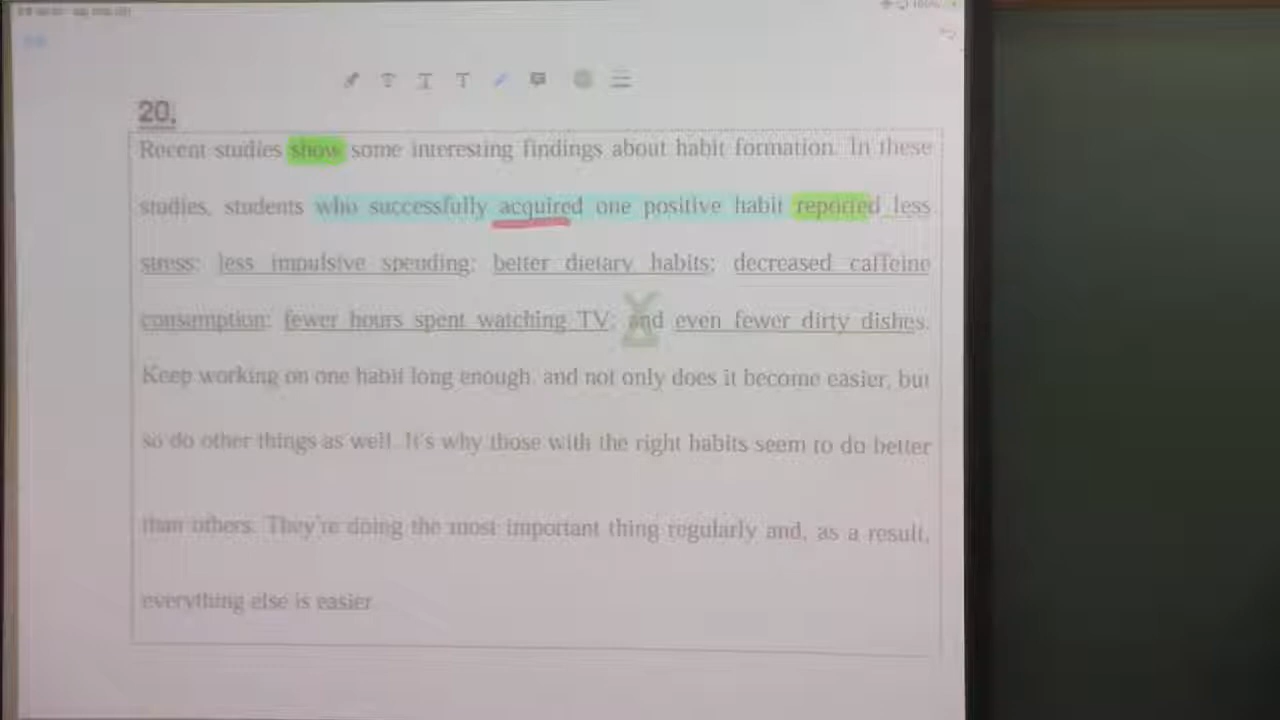 20.
Recent studies show some interesting findings about habit formation. In these
studies, students who successfully acquired one positive habit reported less
stress; less impulsive spending; better dietary habits; decreased caffeine
consumption; fewer hours spent watching TV; and even fewer dirty dishes.
Keep working on one habit long enough, and not only does it become easier, but
so do other things as well. It's why those with the right habits seem to do better
than others. They're doing the most important thing regularly and, as a result,
everything else is easier.